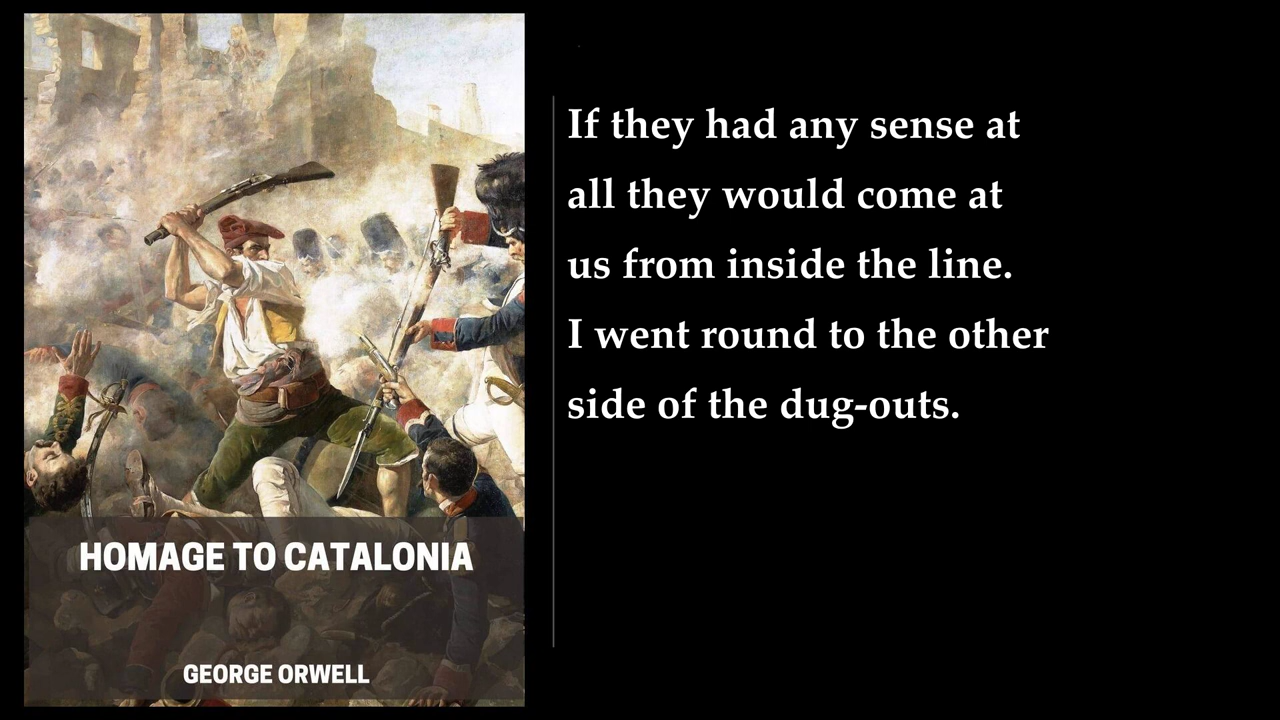 If they had any sense at
all they would come at
us from inside the line.
I went round to the other
side of the dug-outs.
HOMAGE TO CATALONIA
GEORGE ORWELL